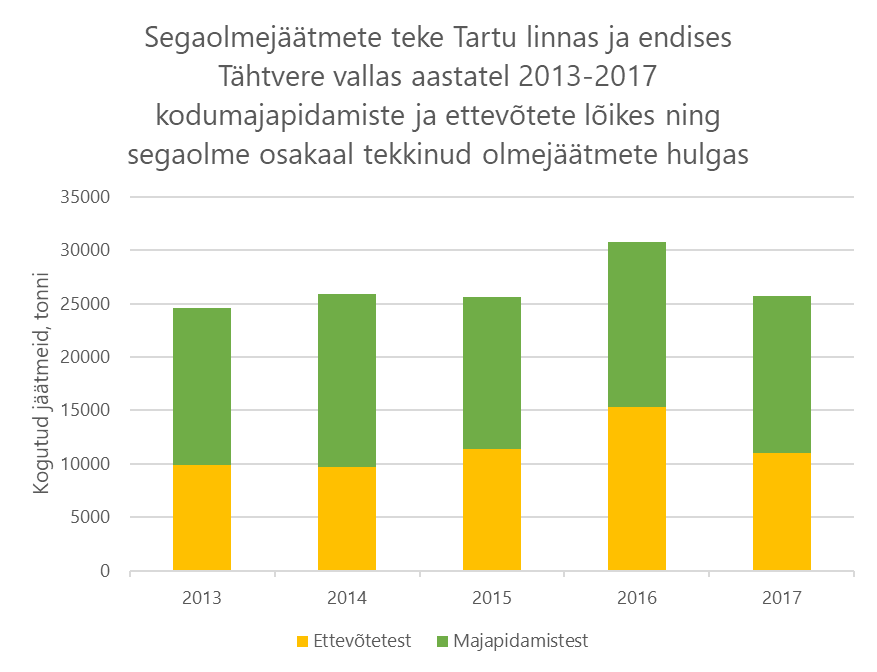 Segaolmejäätmete teke Tartu linnas ja endises
Tähtvere vallas aastatel 2013-2017
kodumajapidamiste ja ettevõtete lõikes ning
segaolme osakaal tekkinud olmejäätmete hulgas
Kogutud jäätmeid, tonni
35000
30000
25000
20000
15000
10000
5000
0
2013 2014 2015 2016 2017
Ettevõtetest Majapidamistest